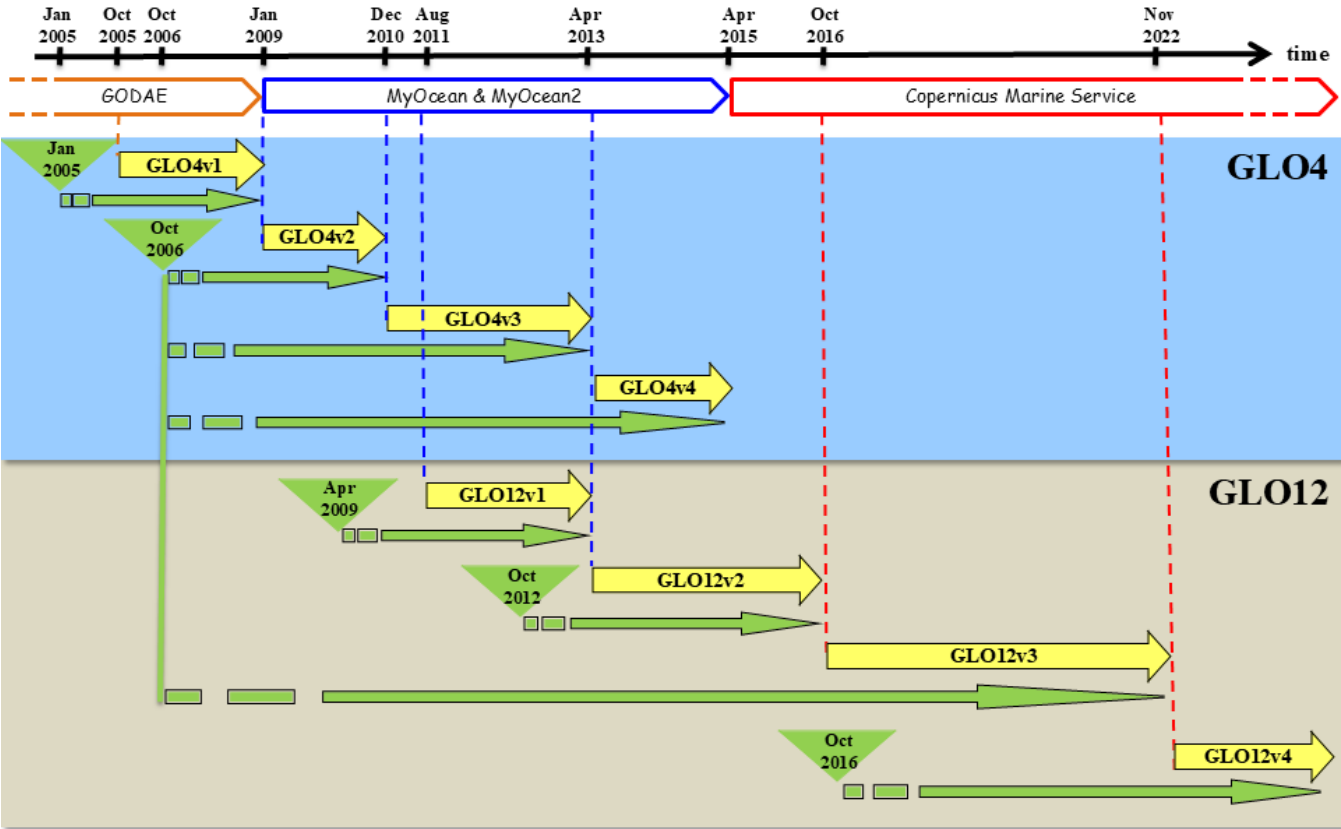 Jan Oct Oct Jan Dec Aug Apr Apr Oct Nov
2005 2005 2006 2009 2010 2011 2013 2015 2016 2022
time
GODAE MyOcean & MyOcean2 Copernicus Marine Service
GLO4
Jan
2005
GLO4v1
Oct
2006
GLO4v2
GLO4v3
GLO4v4
GLO12
Apr
2009
GLO12v1
Oct
2012
GLO12v2
GLO12v3
Oct
2016
GLO12v4